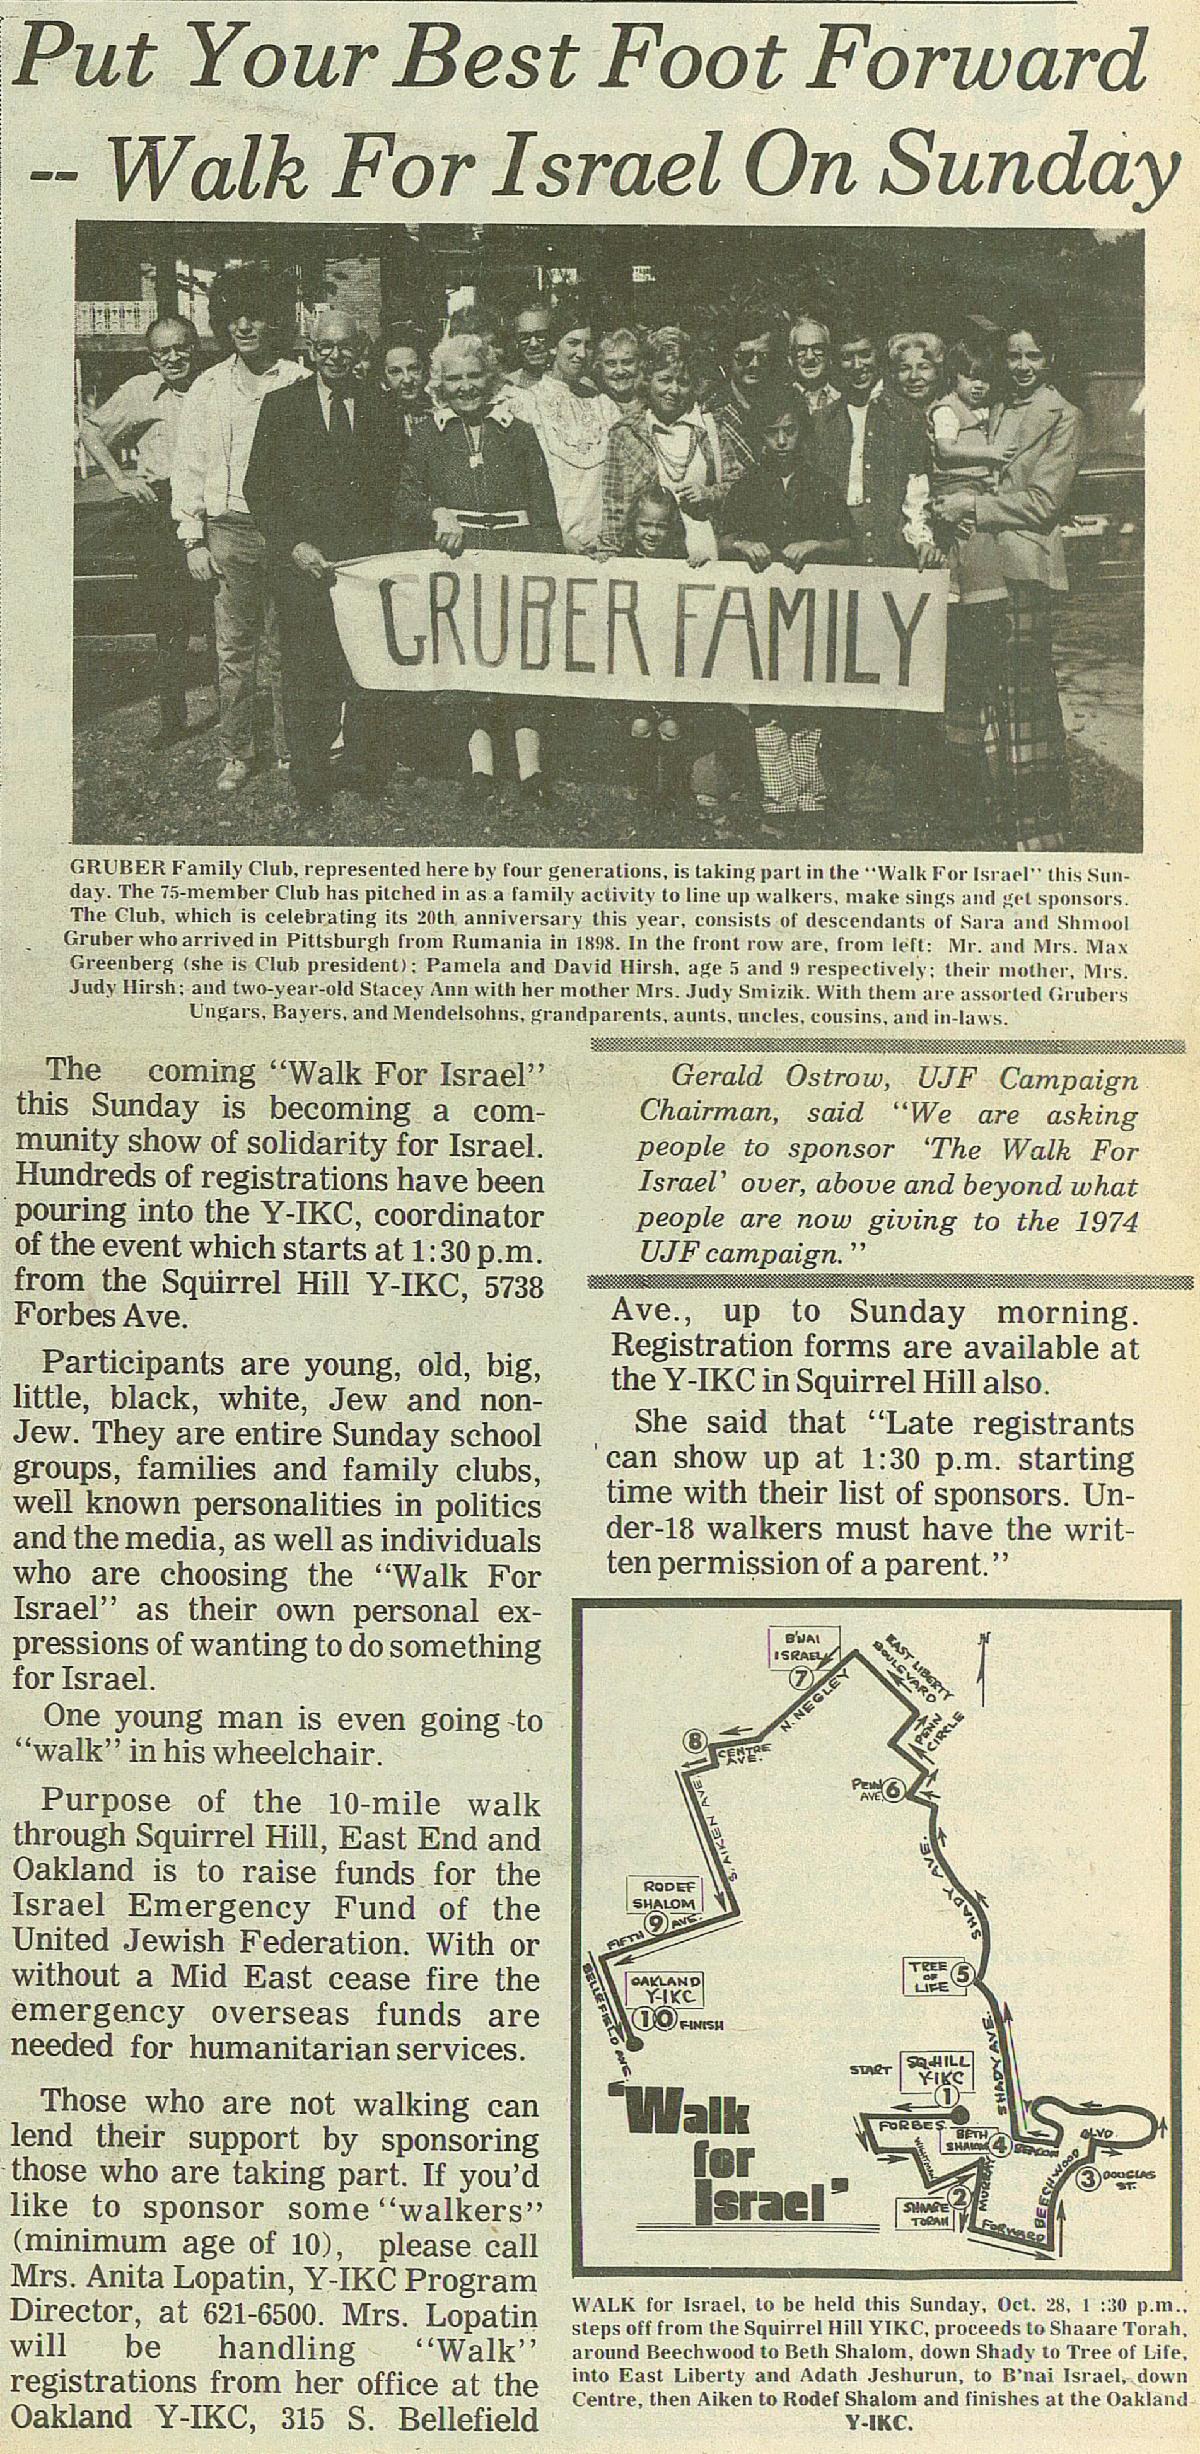 Put Your Best Foot Forward
-- Walk For Israel On Sunday
GRUBER FAMILY
GRUBER Family Club, represented here by four generations, is taking part in the "Walk For Israel" this Sun-
day. The 75-member Club has pitched in as a family activity to line up walkers, make sings and get sponsors.
The Club, which is celebrating its 20th anniversary this year, consists of descendants of Sara and Shmool
Gruber who arrived in Pittsburgh from Rumania in 1898. In the front row are, from left: Mr. and Mrs. Max
Greenberg (she is Club president); Pamela and David Hirsh, age 5 and 9 respectively; their mother, Mrs.
Judy Hirsh; and two-year-old Stacey Ann with her mother Mrs. Judy Smizik. With them are assorted Grubers
Ungars, Bayers, and Mendelsohns, grandparents, aunts, uncles, cousins, and in-laws.
The coming "Walk For Israel"
this Sunday is becoming a com-
munity show of solidarity for Israel.
Hundreds of registrations have been
pouring into the Y-IKC, coordinator
of the event which starts at 1:30 p.m.
from the Squirrel Hill Y-IKC, 5738
Forbes Ave.
Participants are young, old, big,
little, black, white, Jew and non-
Jew. They are entire Sunday school
groups, families and family clubs,
well known personalities in politics
and the media, as well as individuals
who are choosing the "Walk For
Israel" as their own personal ex-
pressions of wanting to do something
for Israel.
One young man is even going to
"walk" in his wheelchair.
Purpose of the 10-mile walk
through Squirrel Hill, East End and
Oakland is to raise funds for the
Israel Emergency Fund of the
United Jewish Federation. With or
without a Mid East cease fire the
emergency overseas funds are
needed for humanitarian services.
Those who are not walking can
lend their support by sponsoring
those who are taking part. If you'd
like to sponsor some "walkers"
(minimum age of 10), please call
Mrs. Anita Lopatin, Y-IKC Program
Director, at 621-6500. Mrs. Lopatin
will be handling "Walk"
registrations from her office at the
Oakland Y-IKC, 315 S. Bellefield
Gerald Ostrow, UJF Campaign
Chairman, said "We are asking
people to sponsor 'The Walk For
Israel' over, above and beyond what
people are now giving to the 1974
UJF campaign."
Ave., up to Sunday morning.
Registration forms are available at
the Y-IKC in Squirrel Hill also.
She said that "Late registrants
can show up at 1:30 p.m. starting
time with their list of sponsors. Un-
der-18 walkers must have the writ-
ten permission of a parent."
N
B'NAI
ISRAEL
7
EAST LIBERTY
BOULEVARD
N. NEGLEY
PENN
CIRCLE
8
CENTRE
AVE.
PENN
AVE.
6
S. AIKEN AVE.
SHADY AVE.
RODEF
SHALOM
9
FIFTH AVE.
BELLEFIELD AVE.
OAKLAND
Y-IKC
10 FINISH
TREE
OF
LIFE
5
SHADY AVE.
START
SQ. HILL
Y-IKC
1
FORBES
BETH
SHALOM
4
BEACON
BEECHWOOD BLVD
3
DOUGLAS
ST.
MURRAY
2
SHAARE
TORAH
FORWARD
"Walk
for
Israel"
WALK for Israel, to be held this Sunday, Oct. 28, 1 :30 p.m.,
steps off from the Squirrel Hill YIKC, proceeds to Shaare Torah,
around Beechwood to Beth Shalom, down Shady to Tree of Life,
into East Liberty and Adath Jeshurun, to B'nai Israel, down
Centre, then Aiken to Rodef Shalom and finishes at the Oakland
Y-IKC.